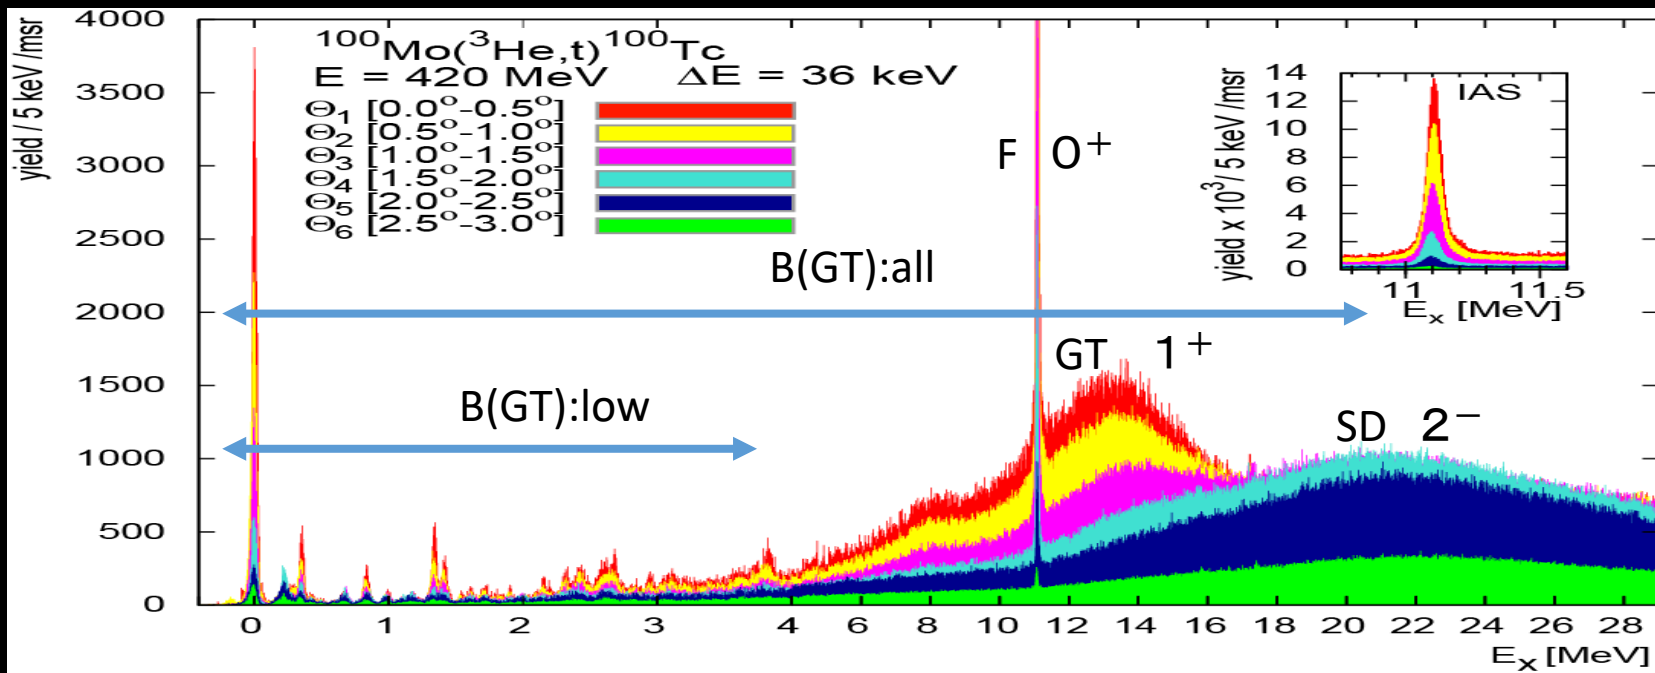 4000
3500
3000
2500
2000
1500
1000
500
0
yield / 5 keV /msr
¹⁰⁰Mo(³He,t)¹⁰⁰Tc
E = 420 MeV ΔE = 36 keV
Θ₁ [0.0°-0.5°]
Θ₂ [0.5°-1.0°]
Θ₃ [1.0°-1.5°]
Θ₄ [1.5°-2.0°]
Θ₅ [2.0°-2.5°]
Θ₆ [2.5°-3.0°]
F 0⁺
B(GT):all
B(GT):low
GT 1⁺
SD 2⁻
14
12
10
8
6
4
2
0
yield x 10³/ 5 keV /msr
IAS
11 11.5
Eₓ [MeV]
0 1 2 3 4 6 8 10 12 14 16 18 20 22 24 26 28
Eₓ [MeV]